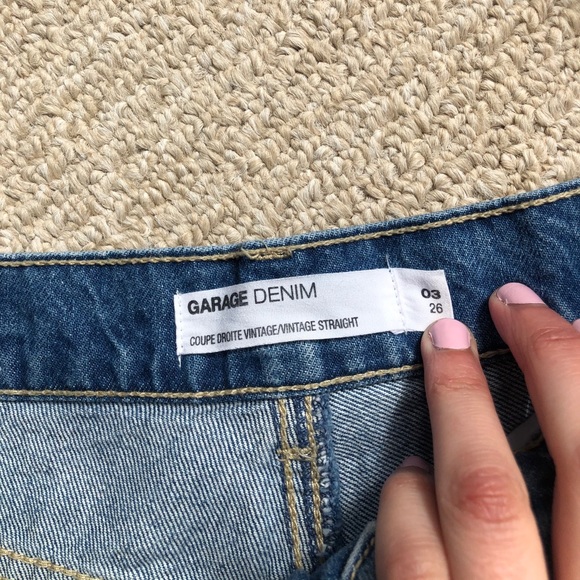 GARAGE DENIM
COUPE DROITE VINTAGE/VINTAGE STRAIGHT
03
26